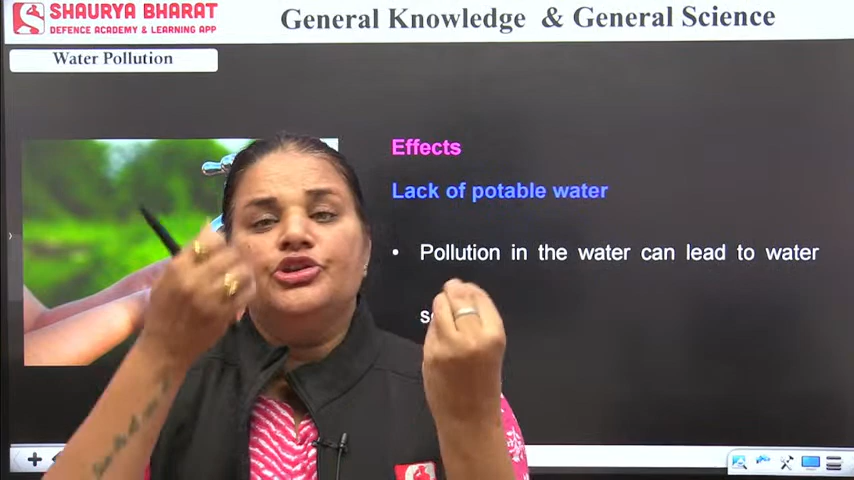 SHAURYA BHARAT
DEFENCE ACADEMY & LEARNING APP
General Knowledge & General Science
Water Pollution
Effects
Lack of potable water
• Pollution in the water can lead to water